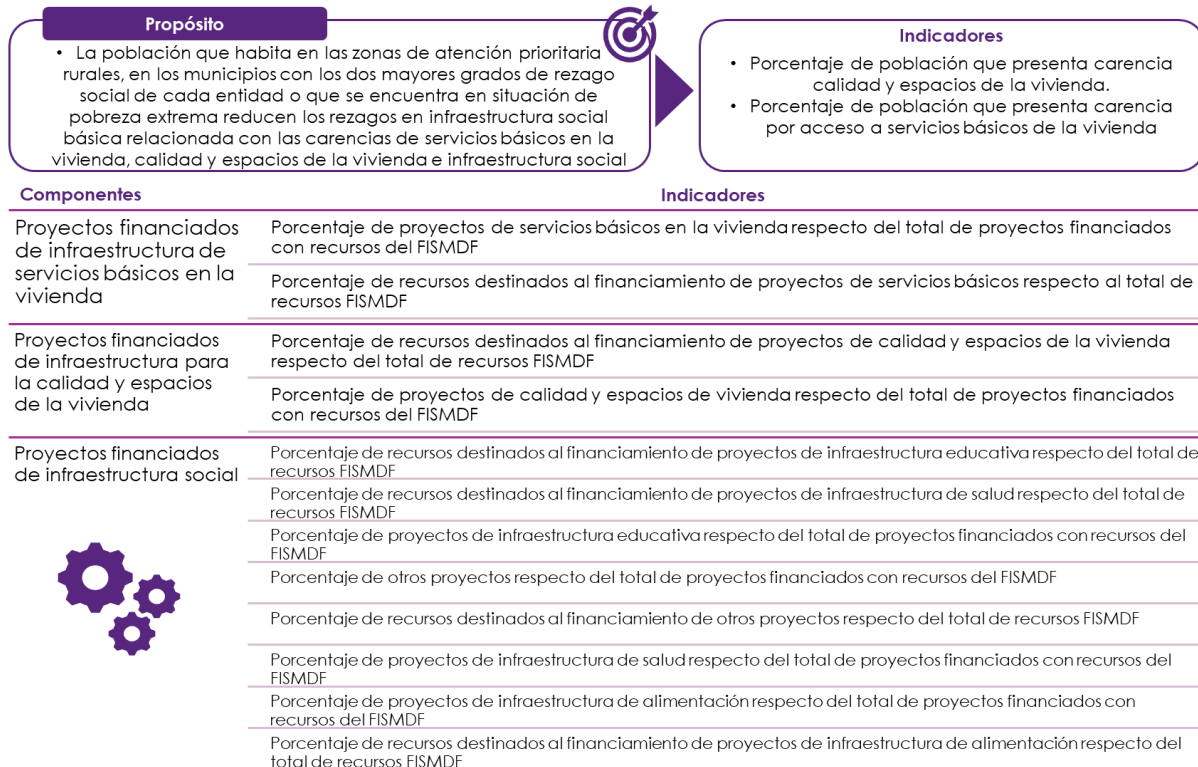 Propósito
• La población que habita en las zonas de atención prioritaria
rurales, en los municipios con los dos mayores grados de rezago
social de cada entidad o que se encuentra en situación de
pobreza extrema reducen los rezagos en infraestructura social
básica relacionada con las carencias de servicios básicos en la
vivienda, calidad y espacios de la vivienda e infraestructura social
Indicadores
• Porcentaje de población que presenta carencia
calidad y espacios de la vivienda.
• Porcentaje de población que presenta carencia
por acceso a servicios básicos de la vivienda
Componentes
Indicadores
Proyectos financiados
de infraestructura de
servicios básicos en la
vivienda
Porcentaje de proyectos de servicios básicos en la vivienda respecto del total de proyectos financiados
con recursos del FISMDF
Porcentaje de recursos destinados al financiamiento de proyectos de servicios básicos respecto al total de
recursos FISMDF
Proyectos financiados
de infraestructura para
la calidad y espacios
de la vivienda
Porcentaje de recursos destinados al financiamiento de proyectos de calidad y espacios de la vivienda
respecto del total de recursos FISMDF
Porcentaje de proyectos de calidad y espacios de vivienda respecto del total de proyectos financiados
con recursos del FISMDF
Proyectos financiados
de infraestructura social
Porcentaje de recursos destinados al financiamiento de proyectos de infraestructura educativa respecto del total de
recursos FISMDF
Porcentaje de recursos destinados al financiamiento de proyectos de infraestructura de salud respecto del total de
recursos FISMDF
Porcentaje de proyectos de infraestructura educativa respecto del total de proyectos financiados con recursos del
FISMDF
Porcentaje de otros proyectos respecto del total de proyectos financiados con recursos del FISMDF
Porcentaje de recursos destinados al financiamiento de otros proyectos respecto del total de recursos FISMDF
Porcentaje de proyectos de infraestructura de salud respecto del total de proyectos financiados con recursos del
FISMDF
Porcentaje de proyectos de infraestructura de alimentación respecto del total de proyectos financiados con
recursos del FISMDF
Porcentaje de recursos destinados al financiamiento de proyectos de infraestructura de alimentación respecto del
total de recursos FISMDF